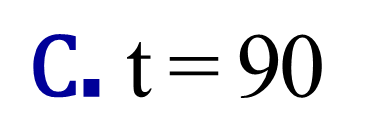 C. t = 90